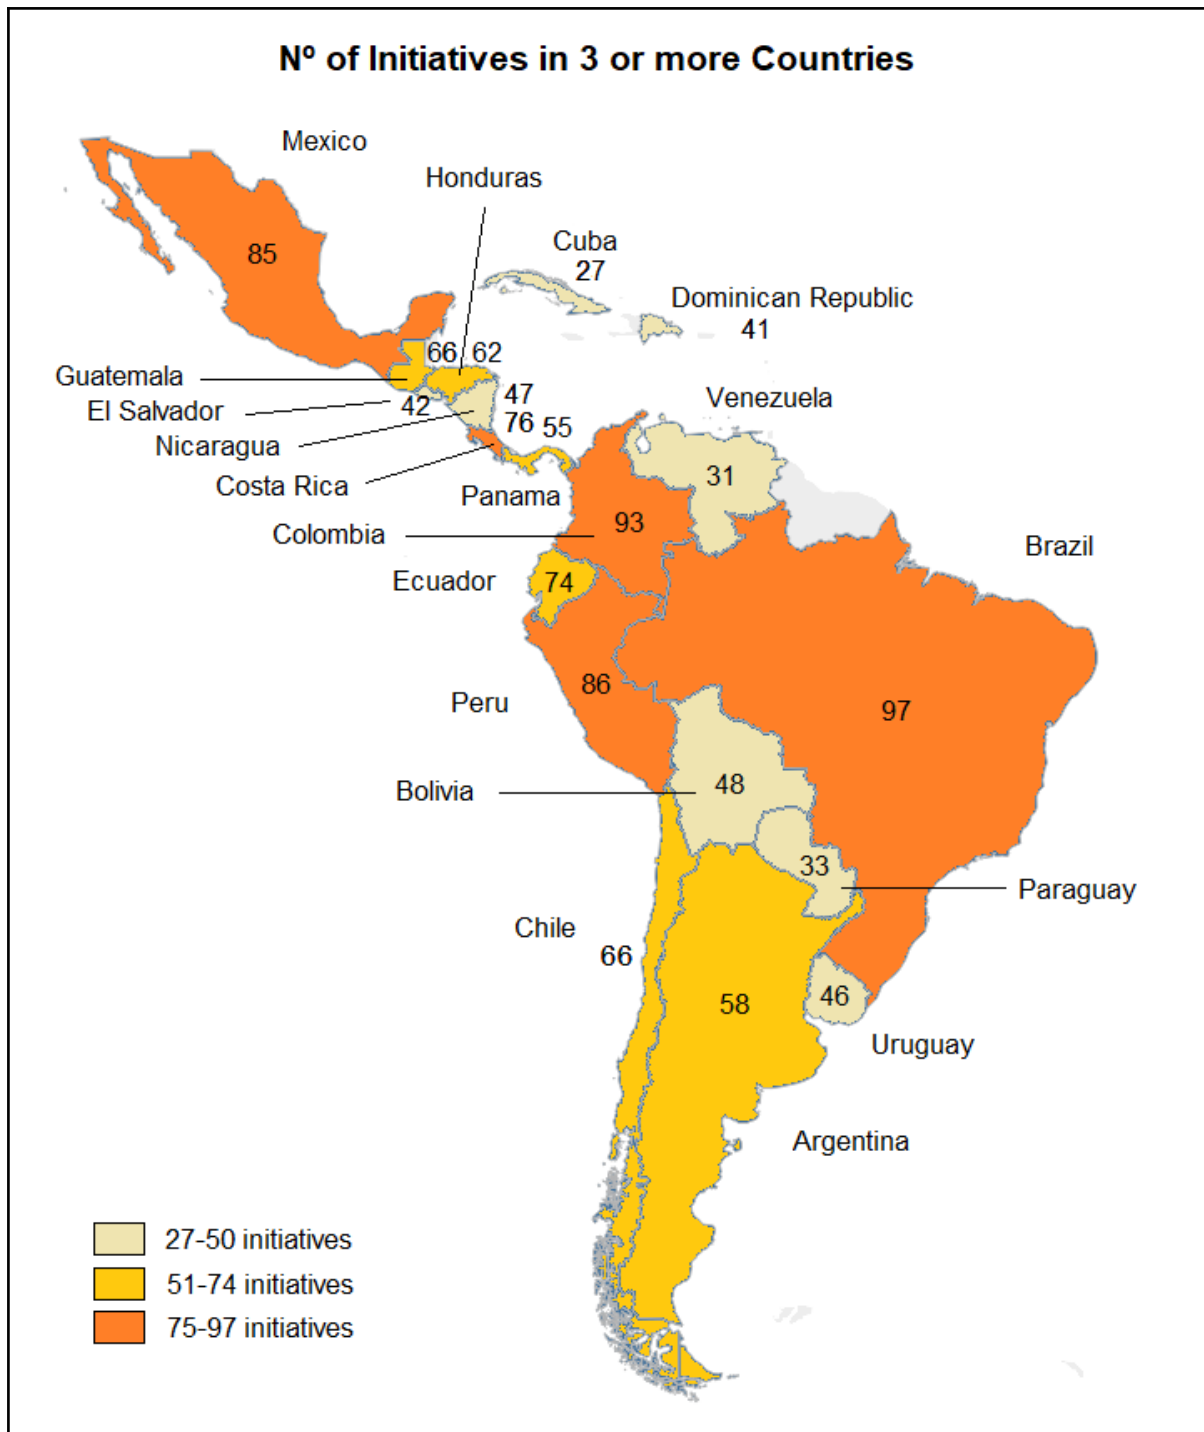 Nº of Initiatives in 3 or more Countries
Mexico
Honduras
85
Cuba
27
Dominican Republic
41
66 62
Guatemala
El Salvador
42
47
Venezuela
Nicaragua
76 55
Costa Rica
Panama
31
93
Colombia
Brazil
Ecuador
74
86
Peru
97
Bolivia
48
33
Paraguay
Chile
66
46
58
Uruguay
Argentina
27-50 initiatives
51-74 initiatives
75-97 initiatives